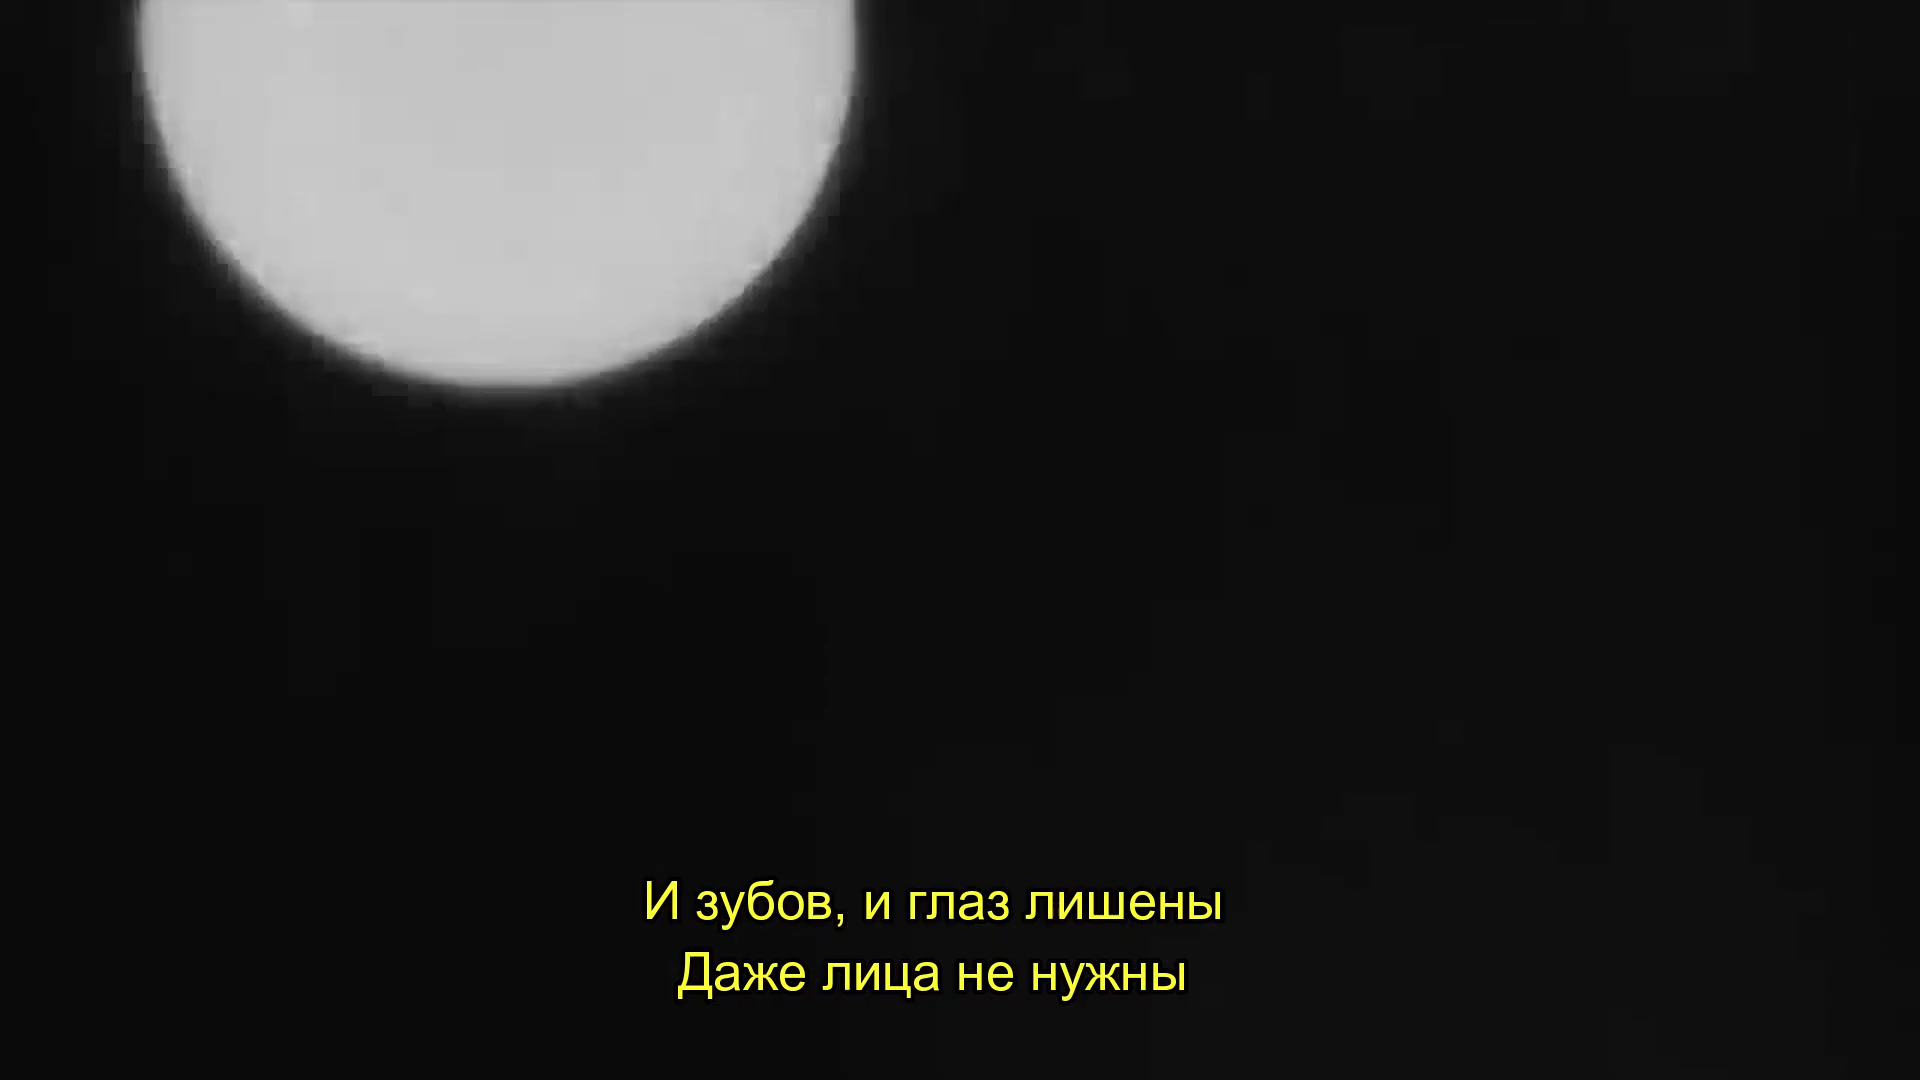 И зубов, и глаз лишены
Даже лица не нужны